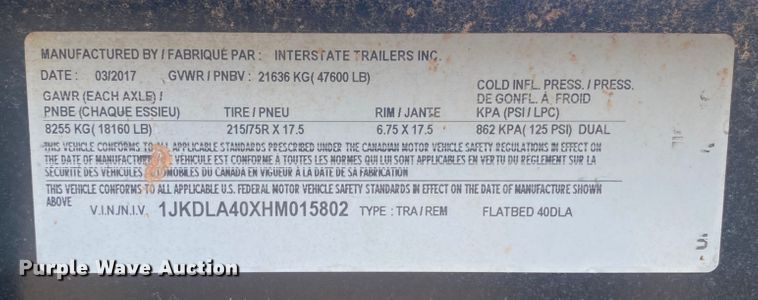 MANUFACTURED BY / FABRIQUÉ PAR : INTERSTATE TRAILERS INC.
DATE : 03/2017 GVWR / PNBV : 21636 KG( 47600 LB)
GAWR (EACH AXLE) / COLD INFL. PRESS. / PRESS.
PNBE (CHAQUE ESSIEU) TIRE / PNEU RIM / JANTE DE GONFL. À FROID
KPA (PSI / LPC)
8255 KG( 18160 LB) 215/75R X 17.5 6.75 X 17.5 862 KPA( 125 PSI) DUAL
THIS VEHICLE CONFORMS TO ALL APPLICABLE STANDARDS PRESCRIBED UNDER THE CANADIAN MOTOR VEHICLE SAFETY REGULATIONS IN EFFECT ON
THE DATE OF MANUFACTURE VÉHICULE EST CONFORME À TOUTES LES NORMES QUI LUI SONT APPLICABLES EN VERTU DU RÈGLEMENT SUR LA
SÉCURITÉ DES VÉHICULES DU CANADA EN VIGUEUR À LA DATE DE SA FABRICATION
THIS VEHICLE CONFORMS TO ALL APPLICABLE U.S. FEDERAL MOTOR VEHICLE SAFETY STANDARDS IN EFFECT ON THE DATE OF MANUFACTURE SHOWN
ABOVE
V.I.N./N.I.V. 1JKDLA40XHM015802 TYPE : TRA / REM FLATBED 40DLA
Purple Wave Auction